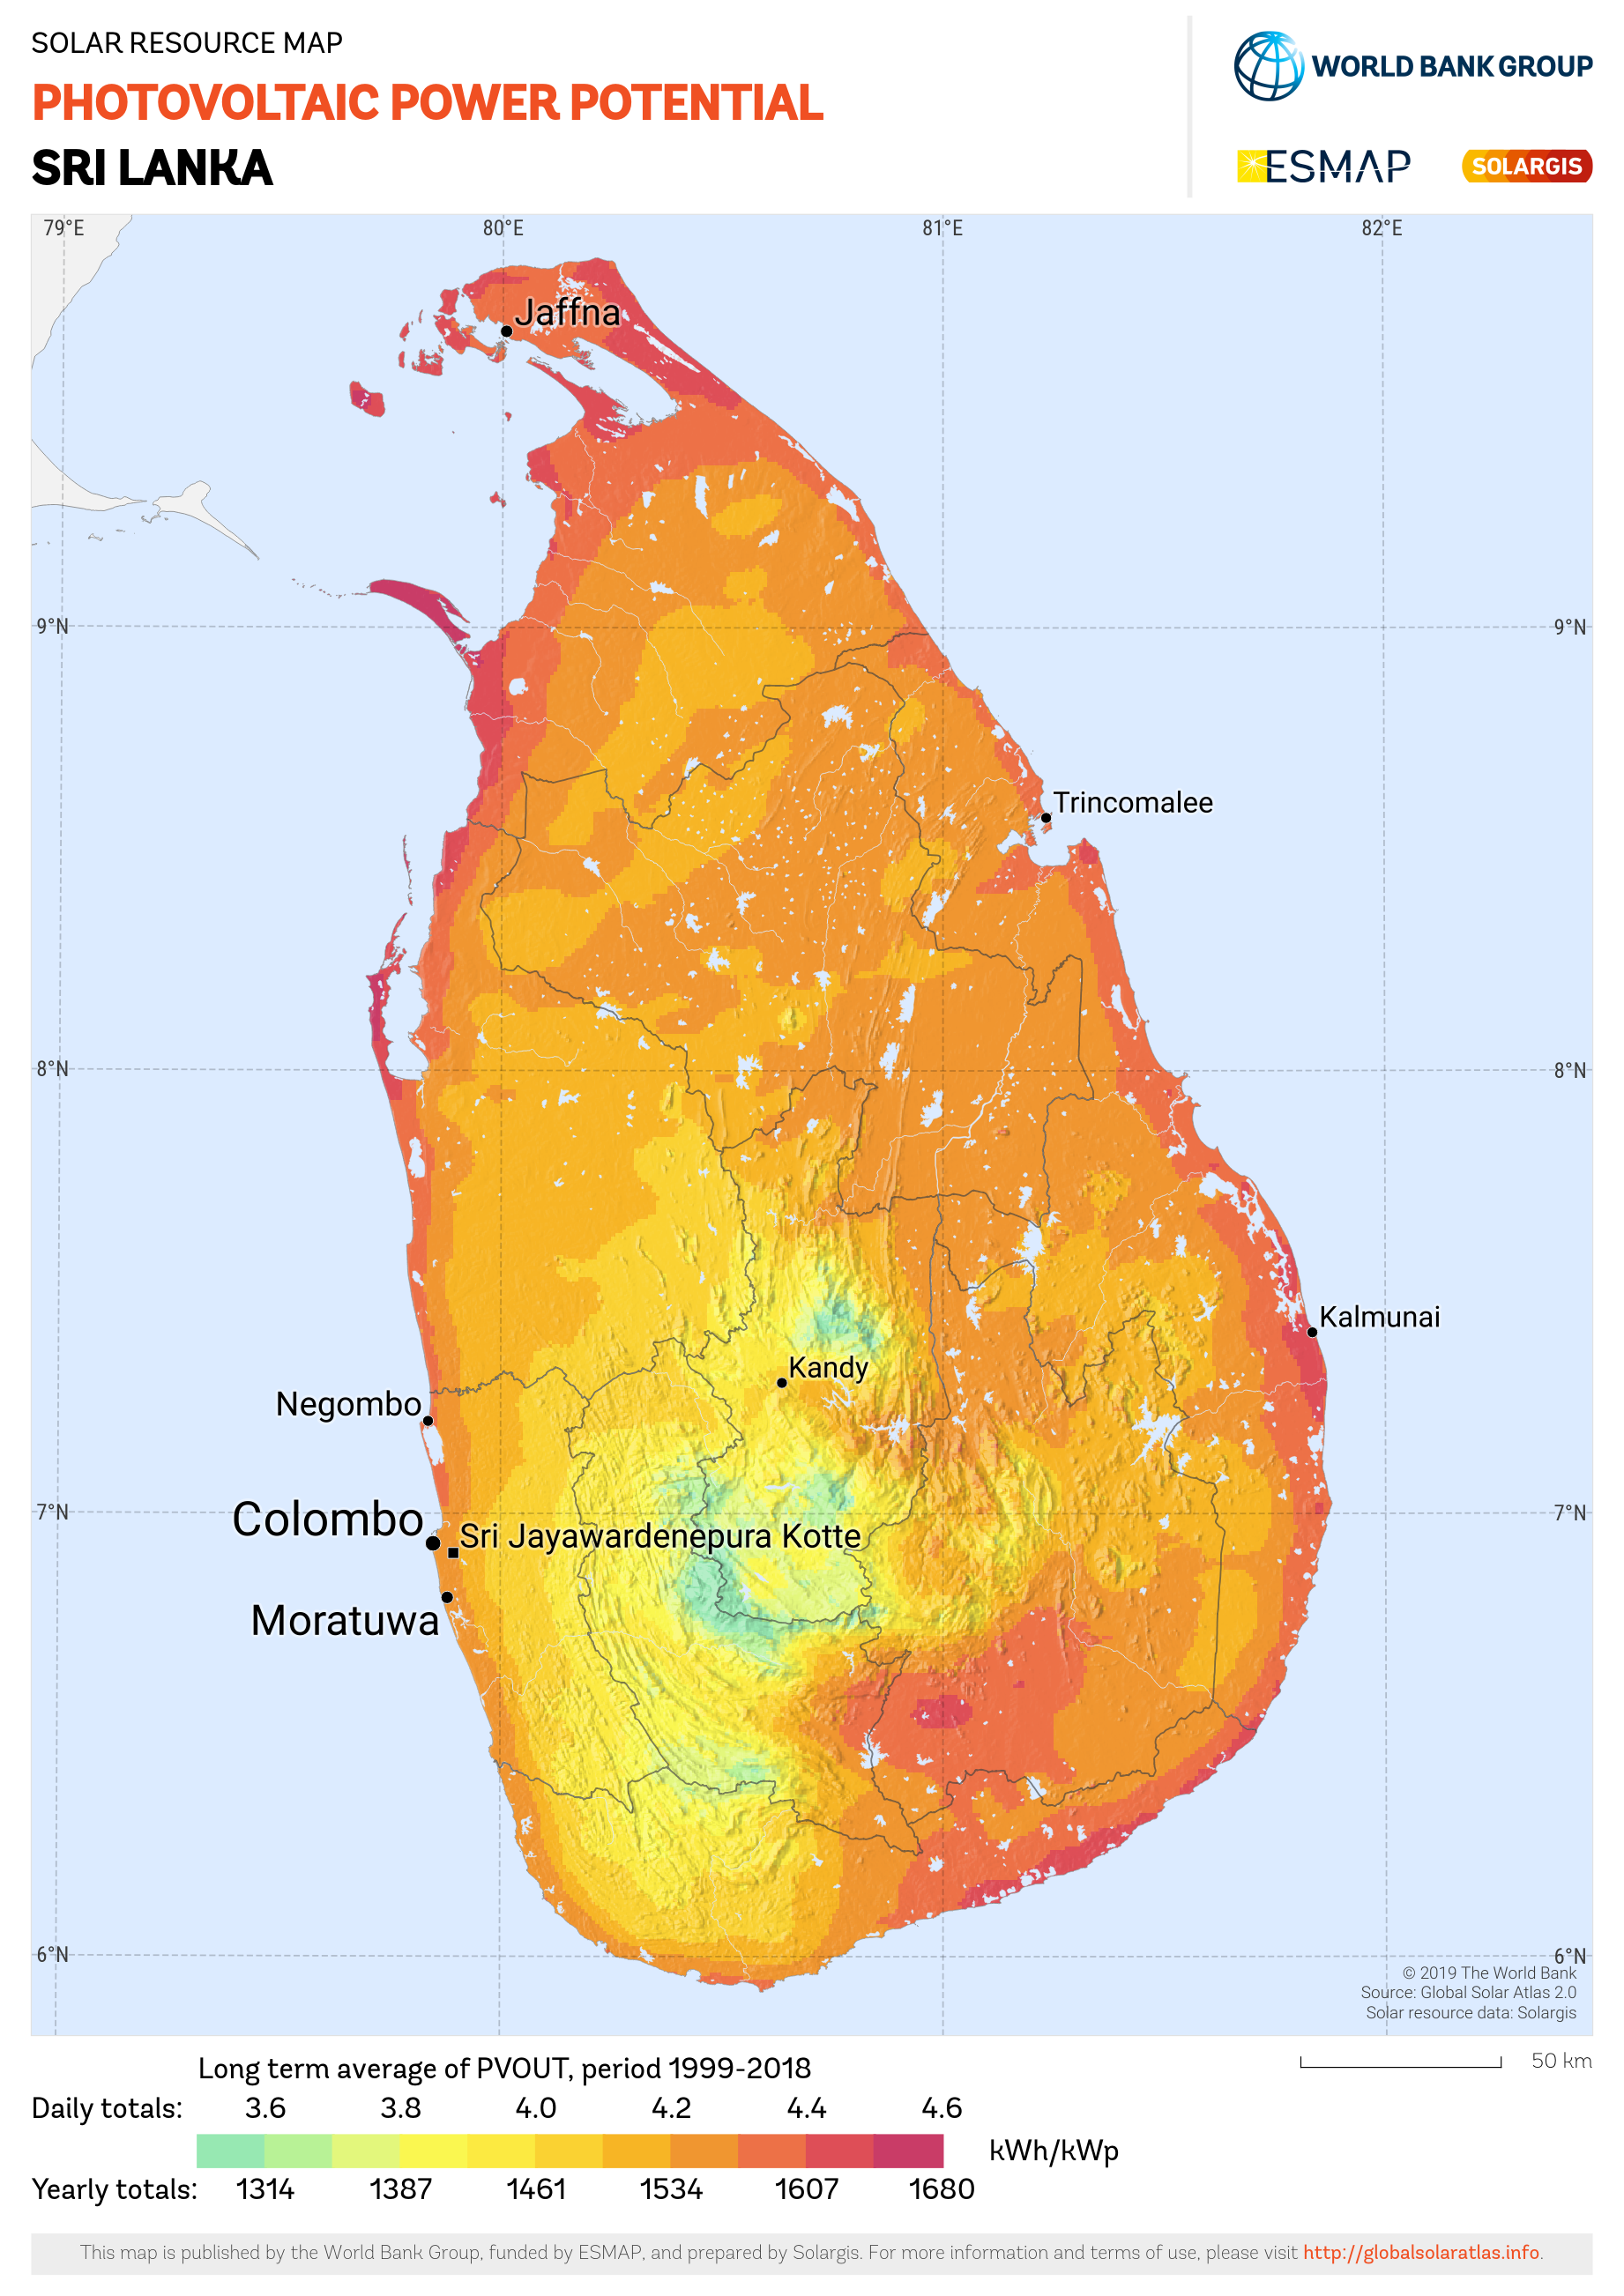 SOLAR RESOURCE MAP
PHOTOVOLTAIC POWER POTENTIAL
SRI LANKA
WORLD BANK GROUP
ESMAP
SOLARGIS
79°E 80°E 81°E 82°E
Jaffna
9°N 9°N
Trincomalee
8°N 8°N
Kalmunai
Kandy
Negombo
7°N 7°N
Colombo
Sri Jayawardenepura Kotte
Moratuwa
6°N 6°N
© 2019 The World Bank
Source: Global Solar Atlas 2.0
Solar resource data: Solargis
50 km
Long term average of PVOUT, period 1999-2018
Daily totals: 3.6 3.8 4.0 4.2 4.4 4.6
kWh/kWp
Yearly totals: 1314 1387 1461 1534 1607 1680
This map is published by the World Bank Group, funded by ESMAP, and prepared by Solargis. For more information and terms of use, please visit http://globalsolaratlas.info.